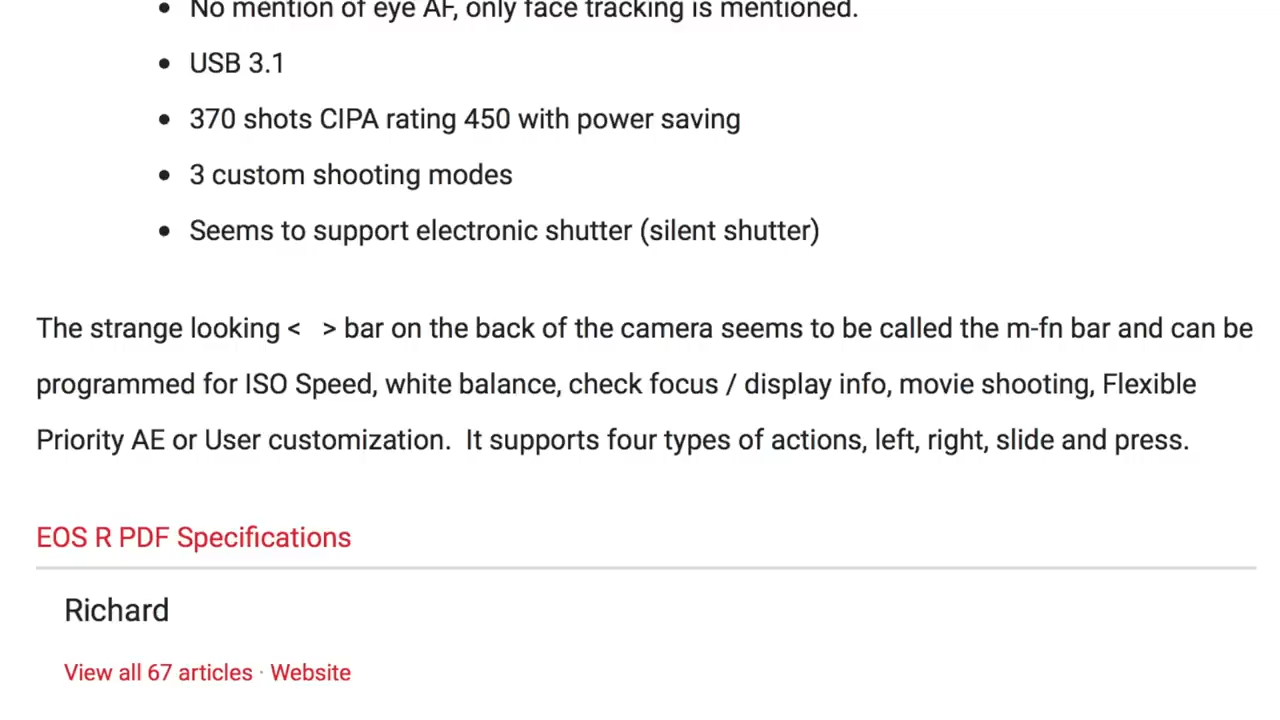 No mention of eye AF, only face tracking is mentioned.
USB 3.1
370 shots CIPA rating 450 with power saving
3 custom shooting modes
Seems to support electronic shutter (silent shutter)
The strange looking <   > bar on the back of the camera seems to be called the m-fn bar and can be
programmed for ISO Speed, white balance, check focus / display info, movie shooting, Flexible
Priority AE or User customization.  It supports four types of actions, left, right, slide and press.
EOS R PDF Specifications
Richard
View all 67 articles · Website